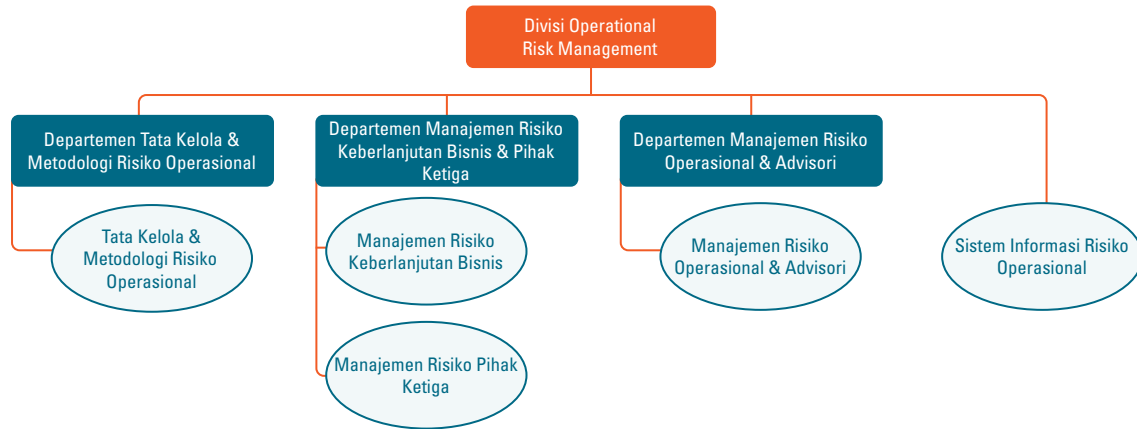 Divisi Operational
Risk Management
Departemen Tata Kelola &
Metodologi Risiko Operasional
Departemen Manajemen Risiko
Keberlanjutan Bisnis & Pihak
Ketiga
Departemen Manajemen Risiko
Operasional & Advisori
Tata Kelola &
Metodologi Risiko
Operasional
Manajemen Risiko
Keberlanjutan Bisnis
Manajemen Risiko
Operasional & Advisori
Sistem Informasi Risiko
Operasional
Manajemen Risiko Pihak
Ketiga